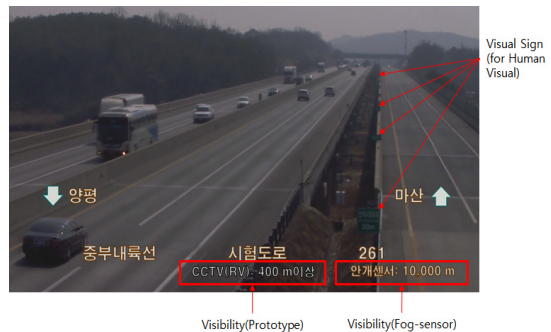 Visual Sign
(for Human
Visual)
양평
마산
중부내륙선
시험도로
261
CCTV(RV): 400 m이상
안개센서: 10.000 m
Visibility(Prototype)
Visibility(Fog-sensor)